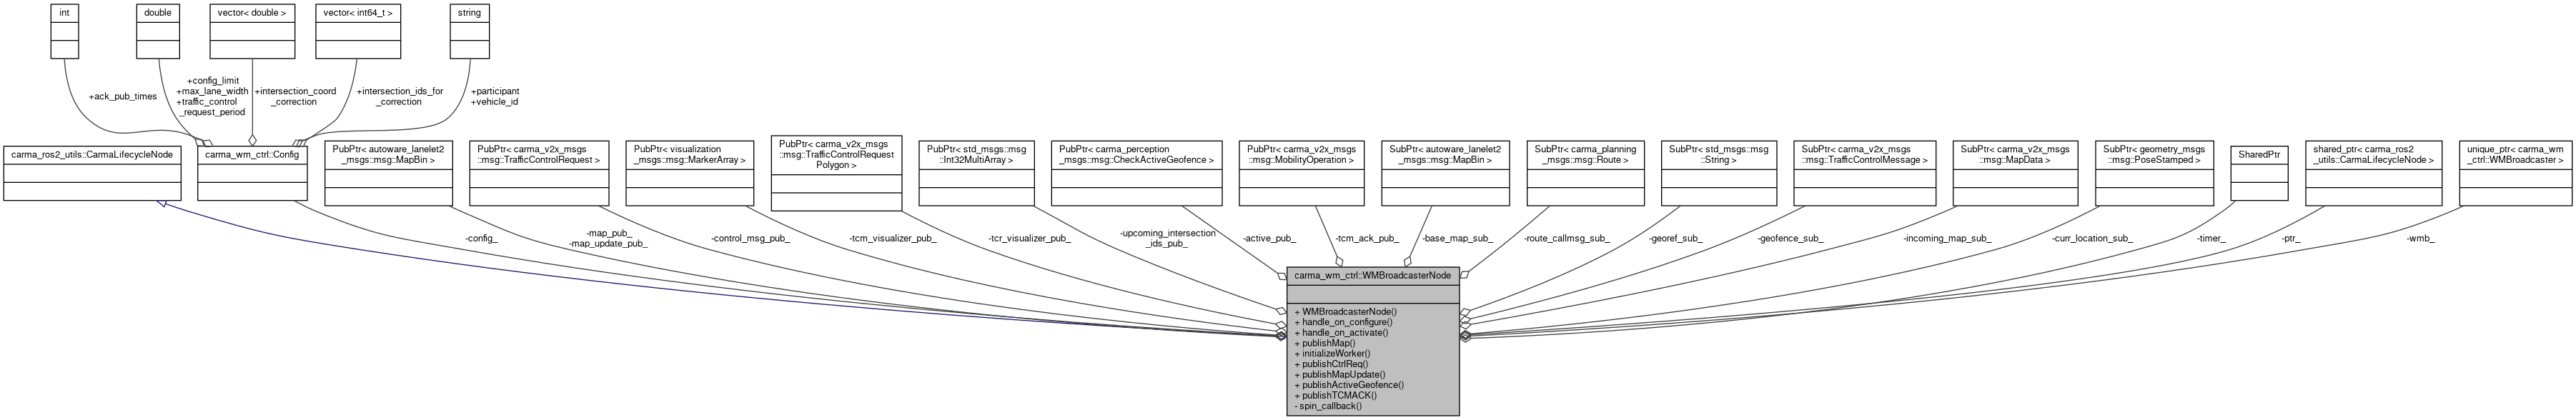 int
double
vector< double >
vector< int64_t >
string
+ack_pub_times
+config_limit
+max_lane_width
+traffic_control
_request_period
+intersection_coord
_correction
+intersection_ids_for
_correction
+participant
+vehicle_id
carma_ros2_utils::CarmaLifecycleNode
carma_wm_ctrl::Config
PubPtr< autoware_lanelet2
_msgs::msg::MapBin >
PubPtr< carma_v2x_msgs
::msg::TrafficControlRequest >
PubPtr< visualization
_msgs::msg::MarkerArray >
PubPtr< carma_v2x_msgs
::msg::TrafficControlRequest
Polygon >
PubPtr< std_msgs::msg
::Int32MultiArray >
PubPtr< carma_perception
_msgs::msg::CheckActiveGeofence >
PubPtr< carma_v2x_msgs
::msg::MobilityOperation >
SubPtr< autoware_lanelet2
_msgs::msg::MapBin >
SubPtr< carma_planning
_msgs::msg::Route >
SubPtr< std_msgs::msg
::String >
SubPtr< carma_v2x_msgs
::msg::TrafficControlMessage >
SubPtr< carma_v2x_msgs
::msg::MapData >
SubPtr< geometry_msgs
::msg::PoseStamped >
SharedPtr
shared_ptr< carma_ros2
_utils::CarmaLifecycleNode >
unique_ptr< carma_wm
_ctrl::WMBroadcaster >
-config_
-map_pub_
-map_update_pub_
-control_msg_pub_
-tcm_visualizer_pub_
-tcr_visualizer_pub_
-upcoming_intersection
_ids_pub_
-active_pub_
-tcm_ack_pub_
-base_map_sub_
-route_callmsg_sub_
-georef_sub_
-geofence_sub_
-incoming_map_sub_
-curr_location_sub_
-timer_
-ptr_
-wmb_
carma_wm_ctrl::WMBroadcasterNode
+ WMBroadcasterNode()
+ handle_on_configure()
+ handle_on_activate()
+ publishMap()
+ initializeWorker()
+ publishCtrlReq()
+ publishMapUpdate()
+ publishActiveGeofence()
+ publishTCMACK()
- spin_callback()